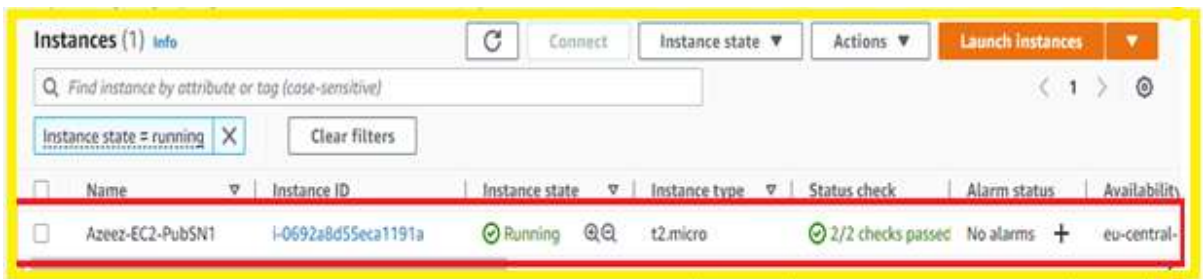 Instances (1) Info Connect Instance state Actions Launch instances
Find instance by attribute or tag (case-sensitive) 1
Instance state = running Clear filters
Name Instance ID Instance state Instance type Status check Alarm status Availability
Azeez-EC2-PubSN1 i-0692a8d55eca1191a Running t2.micro 2/2 checks passed No alarms eu-central-